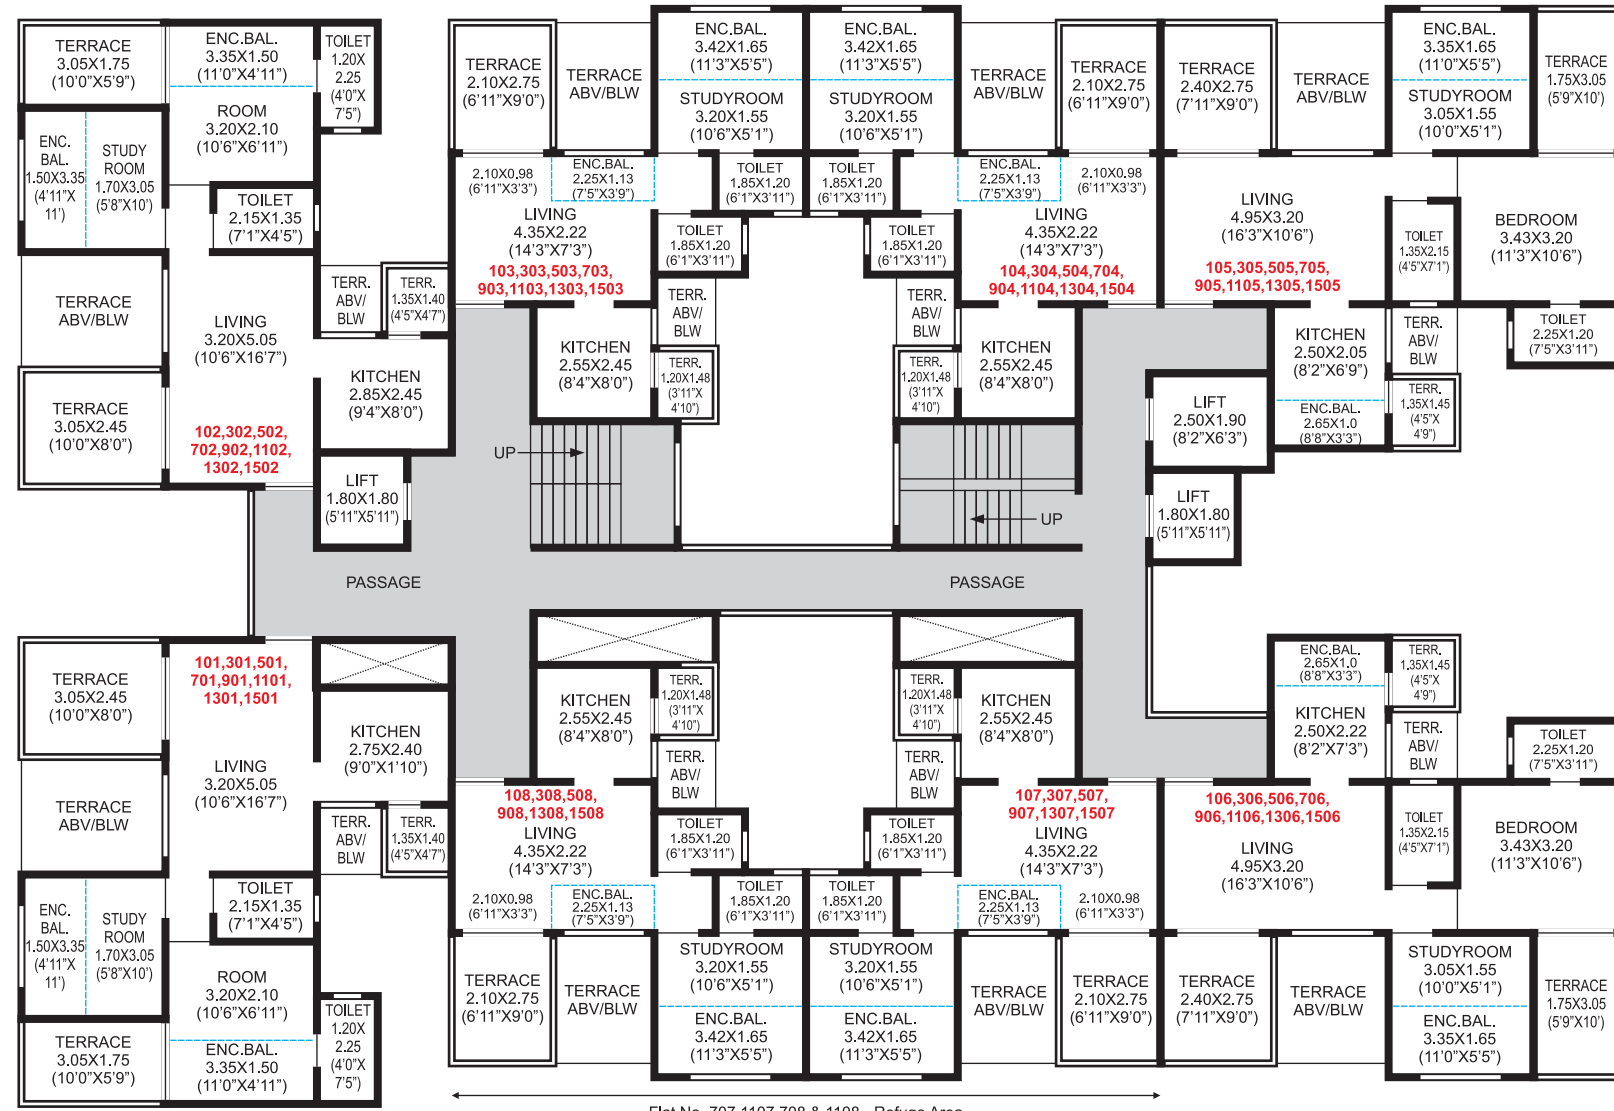 TERRACE
3.05X1.75
(10'0"X5'9")
ENC.BAL.
3.35X1.50
(11'0"X4'11")
ROOM
3.20X2.10
(10'6"X6'11")
TOILET
1.20X
2.25
(4'0"X
7'5")
ENC.
BAL.
1.50X3.35
(4'11"X
11')
STUDY
ROOM
1.70X3.05
(5'8"X10')
TOILET
2.15X1.35
(7'1"X4'5")
TERRACE
ABV/BLW
LIVING
3.20X5.05
(10'6"X16'7")
TERR.
ABV/
BLW
TERR.
1.35X1.40
(4'5"X4'7")
KITCHEN
2.85X2.45
(9'4"X8'0")
TERRACE
3.05X2.45
(10'0"X8'0")
102,302,502,
702,902,1102,
1302,1502
LIFT
1.80X1.80
(5'11"X5'11")
TERRACE
2.10X2.75
(6'11"X9'0")
TERRACE
ABV/BLW
ENC.BAL.
3.42X1.65
(11'3"X5'5")
STUDYROOM
3.20X1.55
(10'6"X5'1")
2.10X0.98
(6'11"X3'3")
ENC.BAL.
2.25X1.13
(7'5"X3'9")
TOILET
1.85X1.20
(6'1"X3'11")
LIVING
4.35X2.22
(14'3"X7'3")
103,303,503,703,
903,1103,1303,1503
TOILET
1.85X1.20
(6'1"X3'11")
TERR.
ABV/
BLW
KITCHEN
2.55X2.45
(8'4"X8'0")
TERR.
1.20X1.48
(3'11"X
4'10")
UP
ENC.BAL.
3.42X1.65
(11'3"X5'5")
STUDYROOM
3.20X1.55
(10'6"X5'1")
TERRACE
ABV/BLW
TERRACE
2.10X2.75
(6'11"X9'0")
TOILET
1.85X1.20
(6'1"X3'11")
ENC.BAL.
2.25X1.13
(7'5"X3'9")
2.10X0.98
(6'11"X3'3")
TOILET
1.85X1.20
(6'1"X3'11")
LIVING
4.35X2.22
(14'3"X7'3")
104,304,504,704,
904,1104,1304,1504
TERR.
ABV/
BLW
TERR.
1.20X1.48
(3'11"X
4'10")
KITCHEN
2.55X2.45
(8'4"X8'0")
UP
TERRACE
2.40X2.75
(7'11"X9'0")
TERRACE
ABV/BLW
ENC.BAL.
3.35X1.65
(11'0"X5'5")
STUDYROOM
3.05X1.55
(10'0"X5'1")
TERRACE
1.75X3.05
(5'9"X10')
LIVING
4.95X3.20
(16'3"X10'6")
105,305,505,705,
905,1105,1305,1505
TOILET
1.35X2.15
(4'5"X7'1")
BEDROOM
3.43X3.20
(11'3"X10'6")
KITCHEN
2.50X2.05
(8'2"X6'9")
ENC.BAL.
2.65X1.0
(8'8"X3'3")
TERR.
ABV/
BLW
TERR.
1.35X1.45
(4'5"X
4'9")
TOILET
2.25X1.20
(7'5"X3'11")
LIFT
2.50X1.90
(8'2"X6'3")
LIFT
1.80X1.80
(5'11"X5'11")
PASSAGE
PASSAGE
TERRACE
3.05X2.45
(10'0"X8'0")
101,301,501,
701,901,1101,
1301,1501
LIVING
3.20X5.05
(10'6"X16'7")
KITCHEN
2.75X2.40
(9'0"X1'10")
TERRACE
ABV/BLW
TERR.
ABV/
BLW
TERR.
1.35X1.40
(4'5"X4'7")
ENC.
BAL.
1.50X3.35
(4'11"X
11')
STUDY
ROOM
1.70X3.05
(5'8"X10')
TOILET
2.15X1.35
(7'1"X4'5")
ROOM
3.20X2.10
(10'6"X6'11")
ENC.BAL.
3.35X1.50
(11'0"X4'11")
TOILET
1.20X
2.25
(4'0"X
7'5")
TERRACE
3.05X1.75
(10'0"X5'9")
KITCHEN
2.55X2.45
(8'4"X8'0")
TERR.
1.20X1.48
(3'11"X
4'10")
TERR.
ABV/
BLW
108,308,508,
908,1308,1508
LIVING
4.35X2.22
(14'3"X7'3")
TOILET
1.85X1.20
(6'1"X3'11")
2.10X0.98
(6'11"X3'3")
ENC.BAL.
2.25X1.13
(7'5"X3'9")
TOILET
1.85X1.20
(6'1"X3'11")
TERRACE
2.10X2.75
(6'11"X9'0")
TERRACE
ABV/BLW
STUDYROOM
3.20X1.55
(10'6"X5'1")
ENC.BAL.
3.42X1.65
(11'3"X5'5")
TERR.
1.20X1.48
(3'11"X
4'10")
KITCHEN
2.55X2.45
(8'4"X8'0")
TERR.
ABV/
BLW
107,307,507,
907,1307,1507
LIVING
4.35X2.22
(14'3"X7'3")
TOILET
1.85X1.20
(6'1"X3'11")
TOILET
1.85X1.20
(6'1"X3'11")
ENC.BAL.
2.25X1.13
(7'5"X3'9")
2.10X0.98
(6'11"X3'3")
STUDYROOM
3.20X1.55
(10'6"X5'1")
ENC.BAL.
3.42X1.65
(11'3"X5'5")
TERRACE
ABV/BLW
TERRACE
2.10X2.75
(6'11"X9'0")
ENC.BAL.
2.65X1.0
(8'8"X3'3")
KITCHEN
2.50X2.22
(8'2"X7'3")
TERR.
1.35X1.45
(4'5"X
4'9")
TERR.
ABV/
BLW
TOILET
2.25X1.20
(7'5"X3'11")
106,306,506,706,
906,1106,1306,1506
LIVING
4.95X3.20
(16'3"X10'6")
TOILET
1.35X2.15
(4'5"X7'1")
BEDROOM
3.43X3.20
(11'3"X10'6")
TERRACE
2.40X2.75
(7'11"X9'0")
TERRACE
ABV/BLW
STUDYROOM
3.05X1.55
(10'0"X5'1")
ENC.BAL.
3.35X1.65
(11'0"X5'5")
TERRACE
1.75X3.05
(5'9"X10')
Flat No. 707,1107,708 & 1108 - Refuge Area